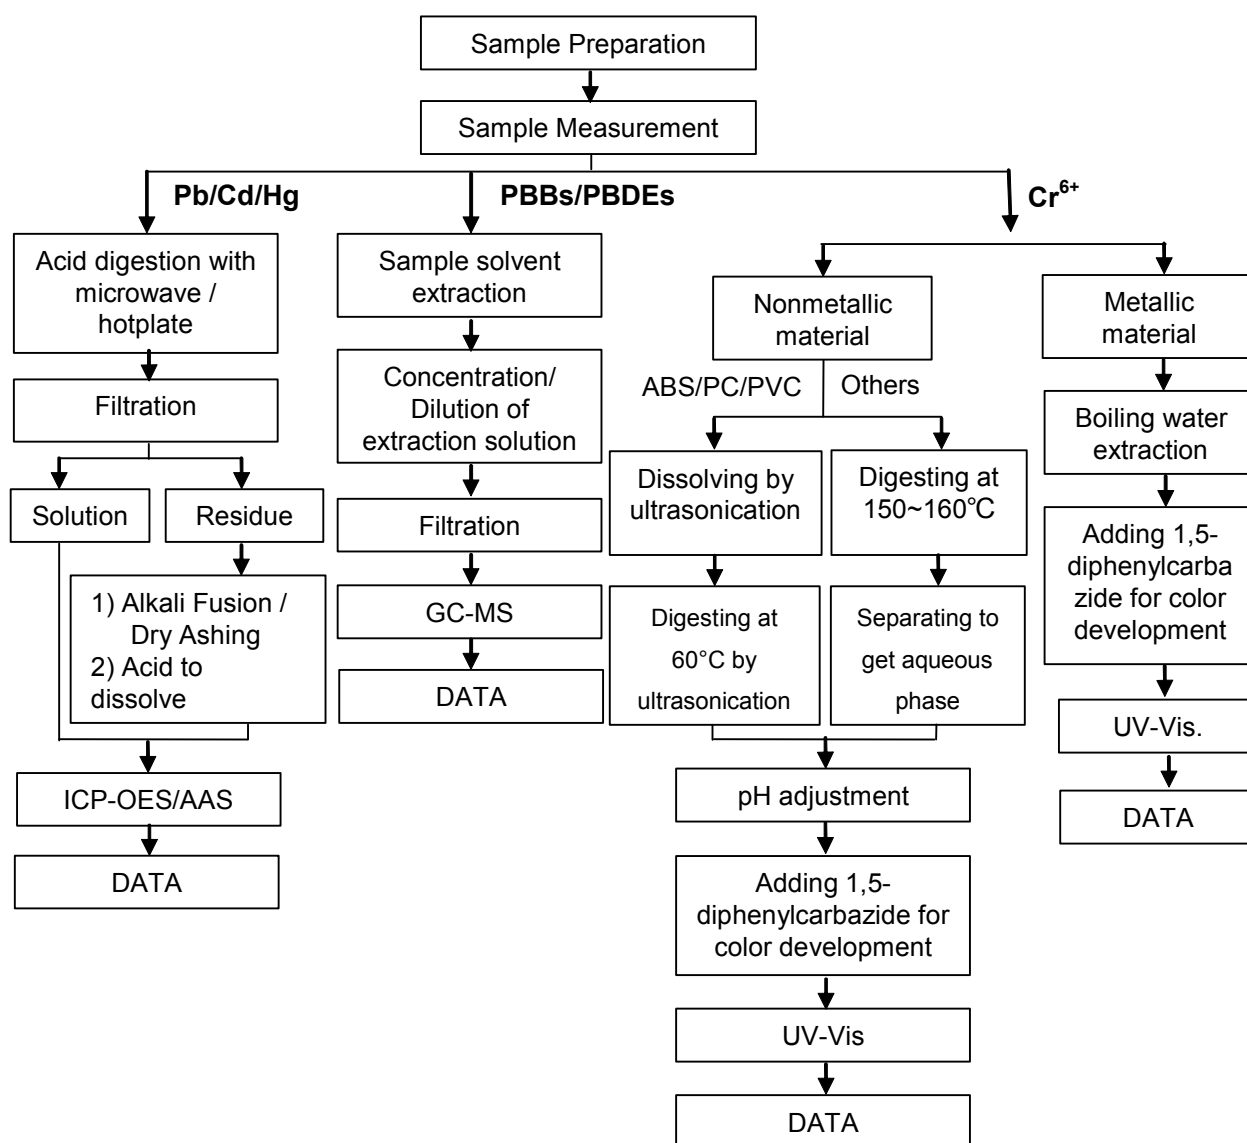 Sample Preparation
Sample Measurement
Pb/Cd/Hg
PBBs/PBDEs
Cr6+
Acid digestion with
microwave /
hotplate
Filtration
Solution
Residue
1) Alkali Fusion /
Dry Ashing
2) Acid to
dissolve
ICP-OES/AAS
DATA
Sample solvent
extraction
Concentration/
Dilution of
extraction solution
Filtration
GC-MS
DATA
Nonmetallic
material
ABS/PC/PVC
Others
Dissolving by
ultrasonication
Digesting at
60°C by
ultrasonication
Digesting at
150~160℃
Separating to
get aqueous
phase
pH adjustment
Adding 1,5-
diphenylcarbazide for
color development
UV-Vis
DATA
Metallic
material
Boiling water
extraction
Adding 1,5-
diphenylcarba
zide for color
development
UV-Vis.
DATA